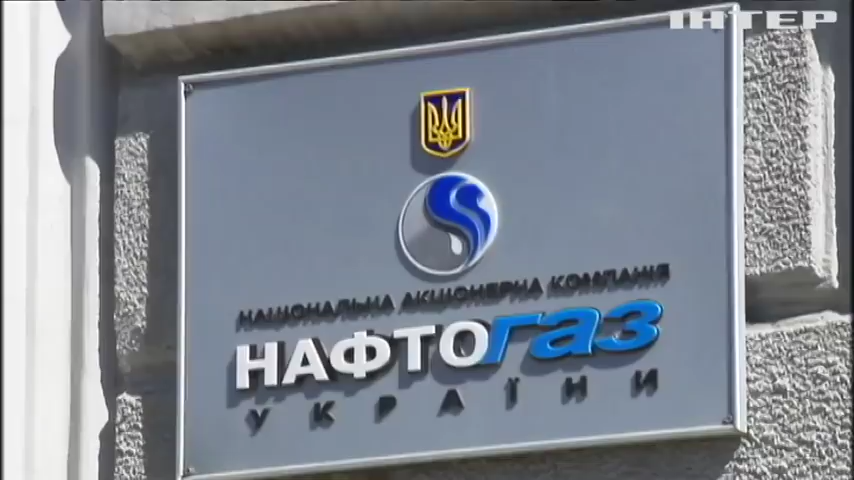 ІНТЕР
НАЦІОНАЛЬНА АКЦІОНЕРНА КОМПАНІЯ
НАФТОГАЗ
УКРАЇНИ